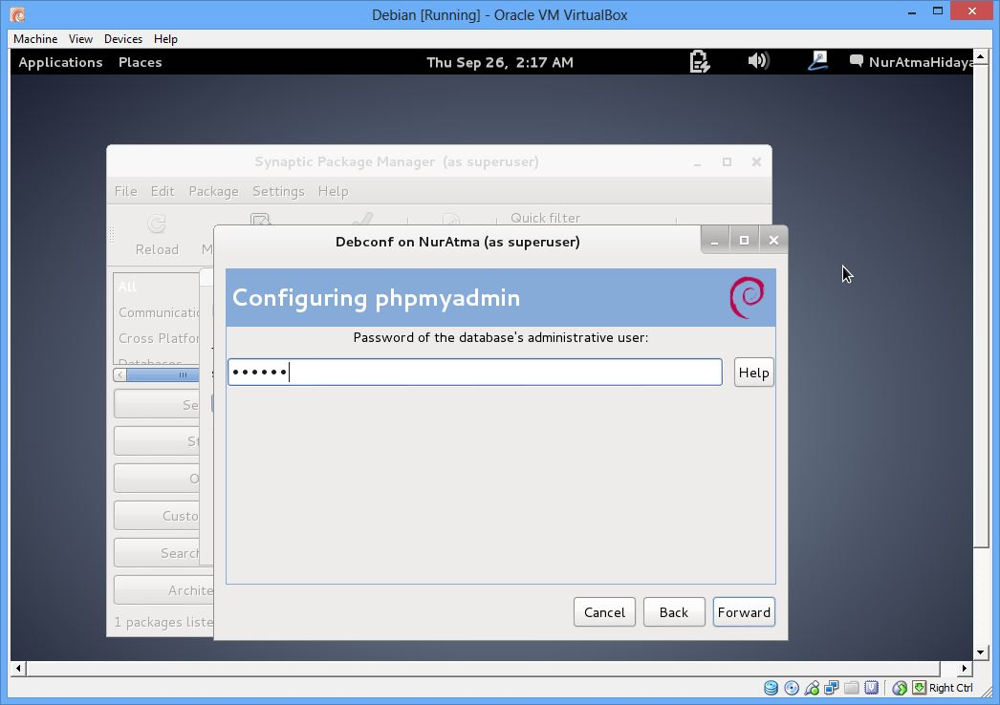 Debian [Running] - Oracle VM VirtualBox
Machine View Devices Help
Applications Places Thu Sep 26, 2:17 AM NurAtmaHidaya
Synaptic Package Manager (as superuser)
File Edit Package Settings Help
Quick filter
Reload M
Debconf on NurAtma (as superuser)
All
Configuring phpmyadmin
Communicatio
Cross Platfor
Password of the database's administrative user:
Databases
••••••
Help
Se
St
O
Custo
Search
Archite
Cancel Back Forward
1 packages liste
Right Ctrl